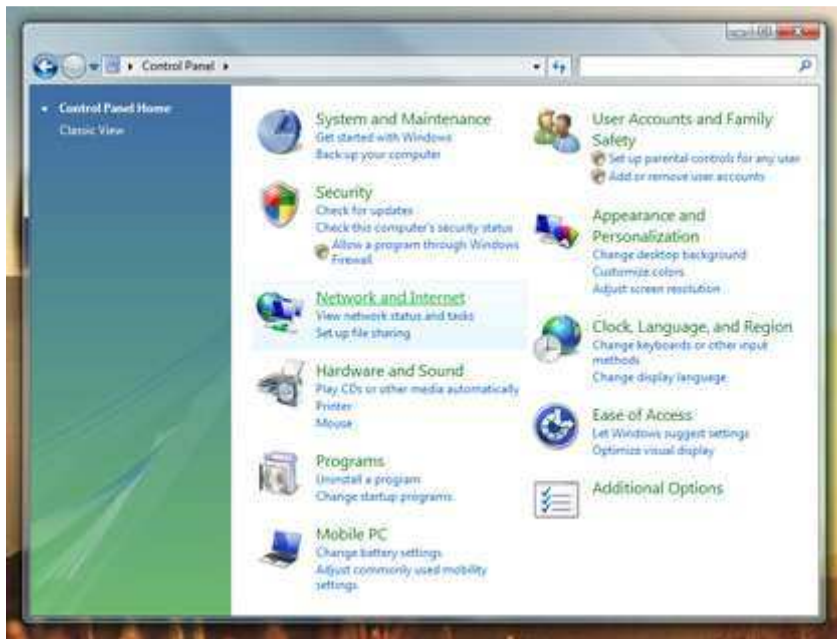 Control Panel
Control Panel Home
Classic View
System and Maintenance
Get started with Windows
Back up your computer
Security
Check for updates
Check this computer's security status
Allow a program through Windows
Firewall
Network and Internet
View network status and tasks
Set up file sharing
Hardware and Sound
Play CDs or other media automatically
Printer
Mouse
Programs
Uninstall a program
Change startup programs
Mobile PC
Change battery settings
Adjust commonly used mobility
settings
User Accounts and Family
Safety
Set up parental controls for any user
Add or remove user accounts
Appearance and
Personalization
Change desktop background
Customize colors
Adjust screen resolution
Clock, Language, and Region
Change keyboards or other input
methods
Change display language
Ease of Access
Let Windows suggest settings
Optimize visual display
Additional Options